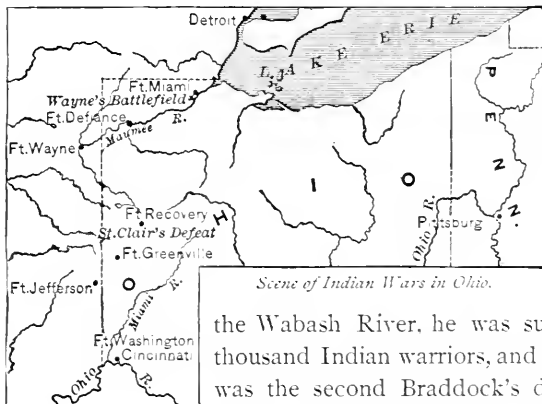 Detroit
LAKE ERIE
Ft.Miami
Wayne's Battlefield
Ft.Defiance
Maumee R.
Ft.Wayne
PENN.
OHIO
Ft.Recovery
St.Clair's Defeat
Ft.Greenville
Ft.Jefferson
Miami R.
Ft.Washington
Cincinnati
Ohio R.
Ohio R.
Pittsburg
Scene of Indian Wars in Ohio.
the Wabash River, he was su
thousand Indian warriors, and
was the second Braddock's d